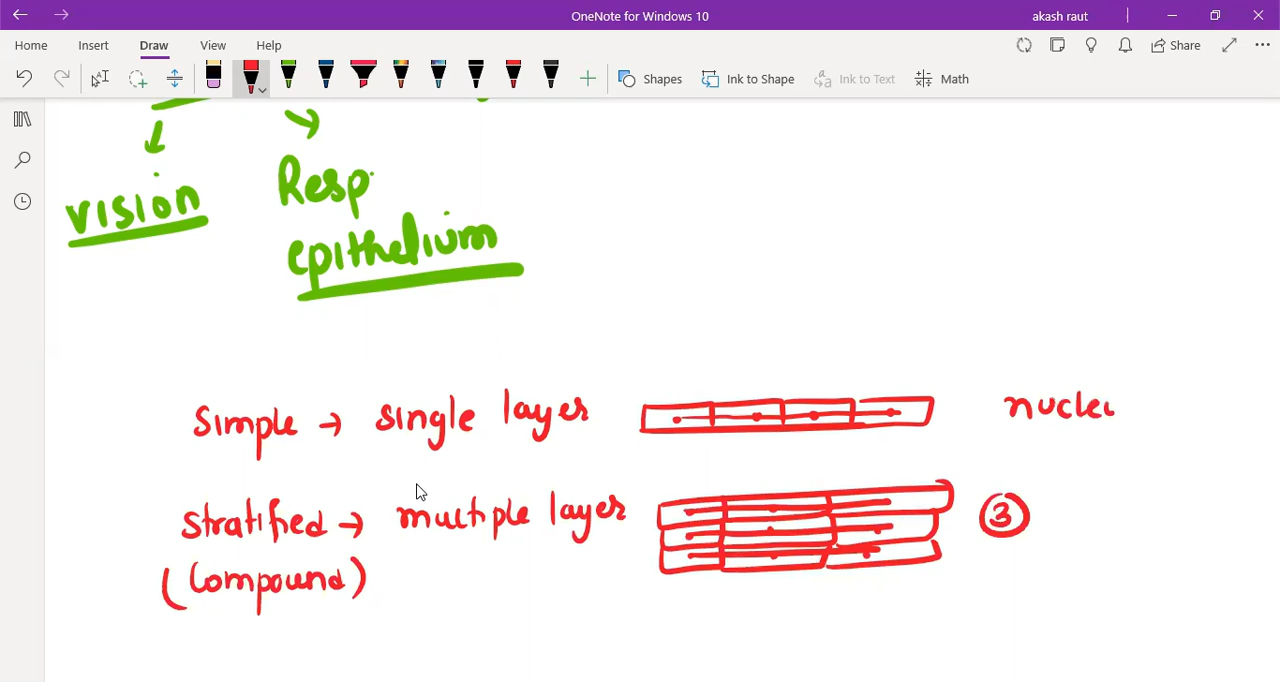 OneNote for Windows 10
akash raut
Home Insert Draw View Help
Share
Shapes Ink to Shape Ink to Text Math
vision
Resp
epithelium
Simple → single layer
nuclei
stratified → multiple layer
3
(compound)